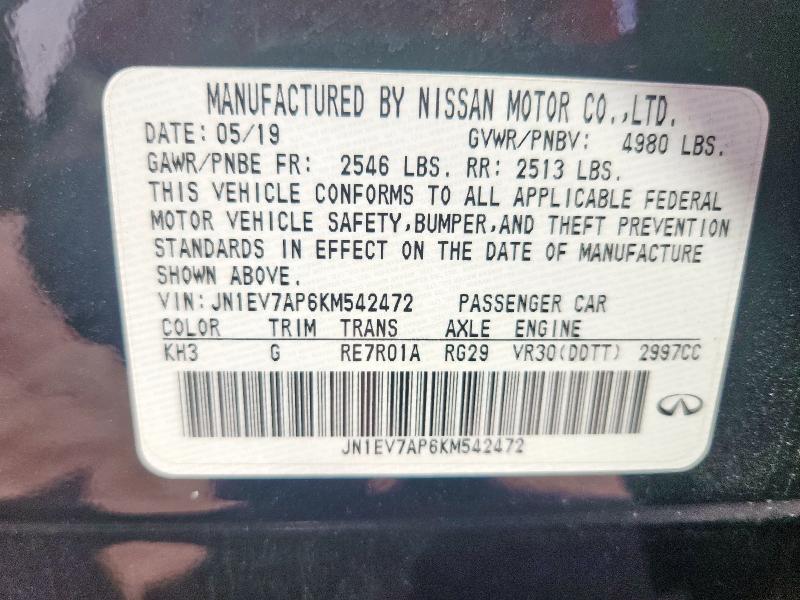 MANUFACTURED BY NISSAN MOTOR CO.,LTD.
DATE: 05/19 GVWR/PNBV: 4980 LBS.
GAWR/PNBE FR: 2546 LBS. RR: 2513 LBS.
THIS VEHICLE CONFORMS TO ALL APPLICABLE FEDERAL
MOTOR VEHICLE SAFETY,BUMPER,AND THEFT PREVENTION
STANDARDS IN EFFECT ON THE DATE OF MANUFACTURE
SHOWN ABOVE.
VIN:JN1EV7AP6KM542472 PASSENGER CAR
COLOR TRIM TRANS AXLE ENGINE
KH3 G RE7R01A RG29 VR30(DDTT) 2997CC
JN1EV7AP6KM542472